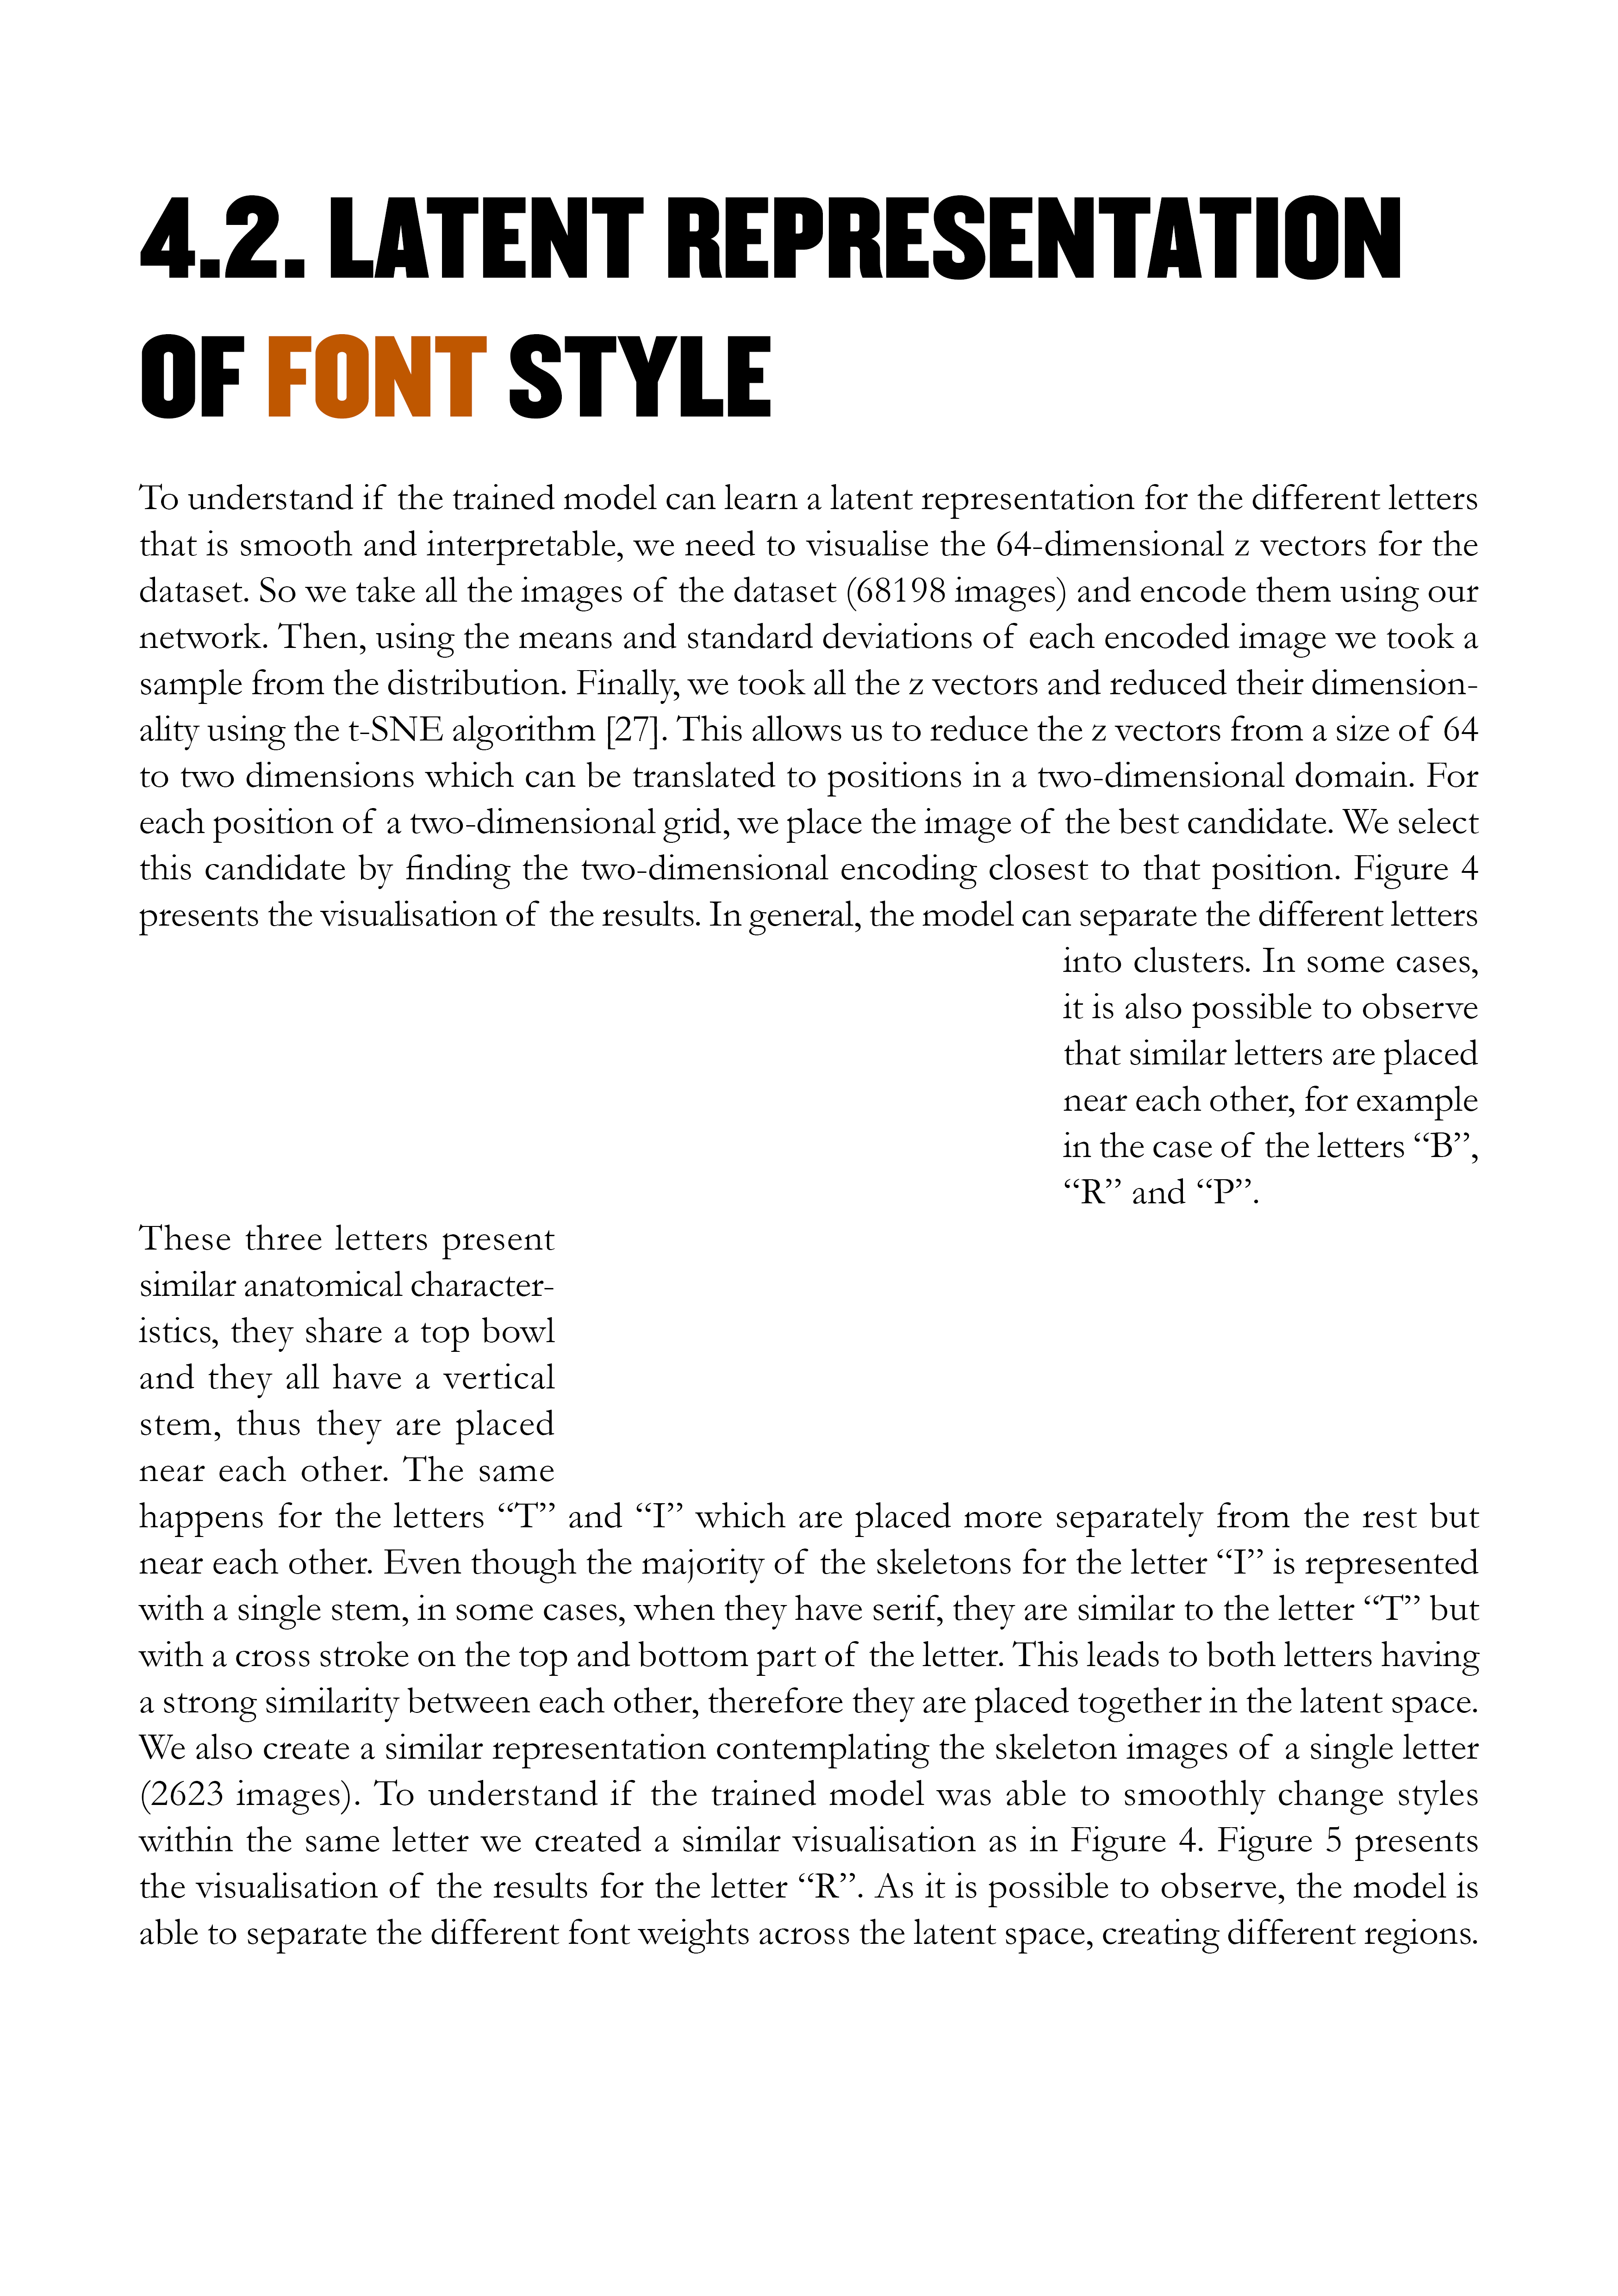 4.2. LATENT REPRESENTATION
OF FONT STYLE
To understand if the trained model can learn a latent representation for the different letters
that is smooth and interpretable, we need to visualise the 64-dimensional z vectors for the
dataset. So we take all the images of the dataset (68198 images) and encode them using our
network. Then, using the means and standard deviations of each encoded image we took a
sample from the distribution. Finally, we took all the z vectors and reduced their dimension-
ality using the t-SNE algorithm [27]. This allows us to reduce the z vectors from a size of 64
to two dimensions which can be translated to positions in a two-dimensional domain. For
each position of a two-dimensional grid, we place the image of the best candidate. We select
this candidate by finding the two-dimensional encoding closest to that position. Figure 4
presents the visualisation of the results. In general, the model can separate the different letters
into clusters. In some cases,
it is also possible to observe
that similar letters are placed
near each other, for example
in the case of the letters “B”,
“R” and “P”.
These three letters present
similar anatomical character-
istics, they share a top bowl
and they all have a vertical
stem, thus they are placed
near each other. The same
happens for the letters “T” and “I” which are placed more separately from the rest but
near each other. Even though the majority of the skeletons for the letter “I” is represented
with a single stem, in some cases, when they have serif, they are similar to the letter “T” but
with a cross stroke on the top and bottom part of the letter. This leads to both letters having
a strong similarity between each other, therefore they are placed together in the latent space.
We also create a similar representation contemplating the skeleton images of a single letter
(2623 images). To understand if the trained model was able to smoothly change styles
within the same letter we created a similar visualisation as in Figure 4. Figure 5 presents
the visualisation of the results for the letter “R”. As it is possible to observe, the model is
able to separate the different font weights across the latent space, creating different regions.